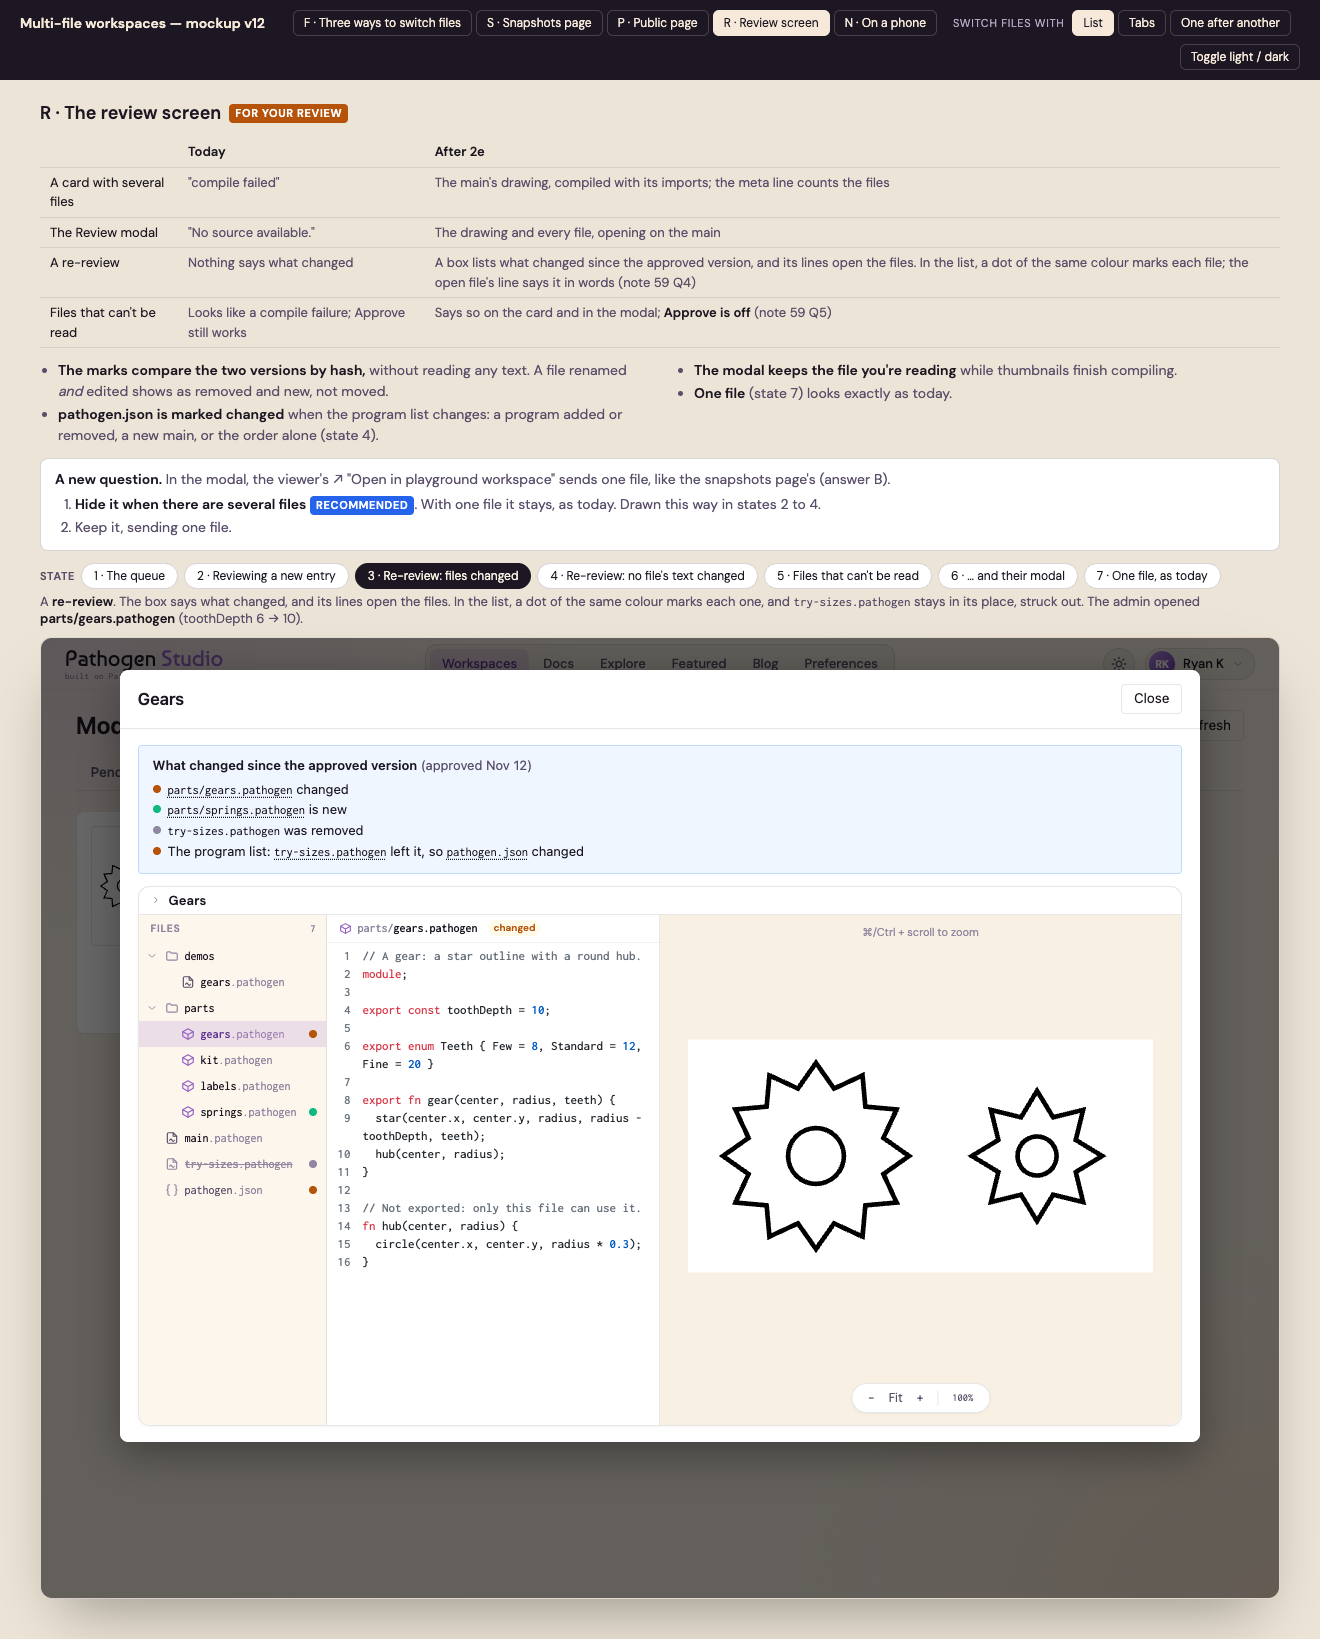 Multi-file workspaces — mockup v12
F · Three ways to switch files
S · Snapshots page
P · Public page
R · Review screen
N · On a phone
SWITCH FILES WITH
List
Tabs
One after another
Toggle light / dark
R · The review screen FOR YOUR REVIEW
Today
After 2e
A card with several files
"compile failed"
The main's drawing, compiled with its imports; the meta line counts the files
The Review modal
"No source available."
The drawing and every file, opening on the main
A re-review
Nothing says what changed
A box lists what changed since the approved version, and its lines open the files. In the list, a dot of the same colour marks each file; the
open file's line says it in words (note 59 Q4)
Files that can't be read
Looks like a compile failure; Approve still works
Says so on the card and in the modal; Approve is off (note 59 Q5)
• The marks compare the two versions by hash, without reading any text. A file renamed
and edited shows as removed and new, not moved.
• pathogen.json is marked changed when the program list changes: a program added or
removed, a new main, or the order alone (state 4).
• The modal keeps the file you're reading while thumbnails finish compiling.
• One file (state 7) looks exactly as today.
A new question. In the modal, the viewer's ↗ "Open in playground workspace" sends one file, like the snapshots page's (answer B).
1. Hide it when there are several files RECOMMENDED. With one file it stays, as today. Drawn this way in states 2 to 4.
2. Keep it, sending one file.
STATE
1 · The queue
2 · Reviewing a new entry
3 · Re-review: files changed
4 · Re-review: no file's text changed
5 · Files that can't be read
6 · … and their modal
7 · One file, as today
A re-review. The box says what changed, and its lines open the files. In the list, a dot of the same colour marks each one, and try-sizes.pathogen stays in its place, struck out. The admin opened
parts/gears.pathogen (toothDepth 6 → 10).
Pathogen Studio
built on Pa
Workspaces
Docs
Explore
Featured
Blog
Preferences
RK
Ryan K
Mod
fresh
Pend
Gears
Close
What changed since the approved version (approved Nov 12)
parts/gears.pathogen changed
parts/springs.pathogen is new
try-sizes.pathogen was removed
The program list: try-sizes.pathogen left it, so pathogen.json changed
Gears
FILES 7
demos
gears.pathogen
parts
gears.pathogen
kit.pathogen
labels.pathogen
springs.pathogen
main.pathogen
try-sizes.pathogen
{ } pathogen.json
parts/gears.pathogen changed
1 // A gear: a star outline with a round hub.
2 module;
3
4 export const toothDepth = 10;
5
6 export enum Teeth { Few = 8, Standard = 12,
Fine = 20 }
7
8 export fn gear(center, radius, teeth) {
9 star(center.x, center.y, radius, radius -
toothDepth, teeth);
10 hub(center, radius);
11 }
12
13 // Not exported: only this file can use it.
14 fn hub(center, radius) {
15 circle(center.x, center.y, radius * 0.3);
16 }
⌘/Ctrl + scroll to zoom
− Fit + 100%